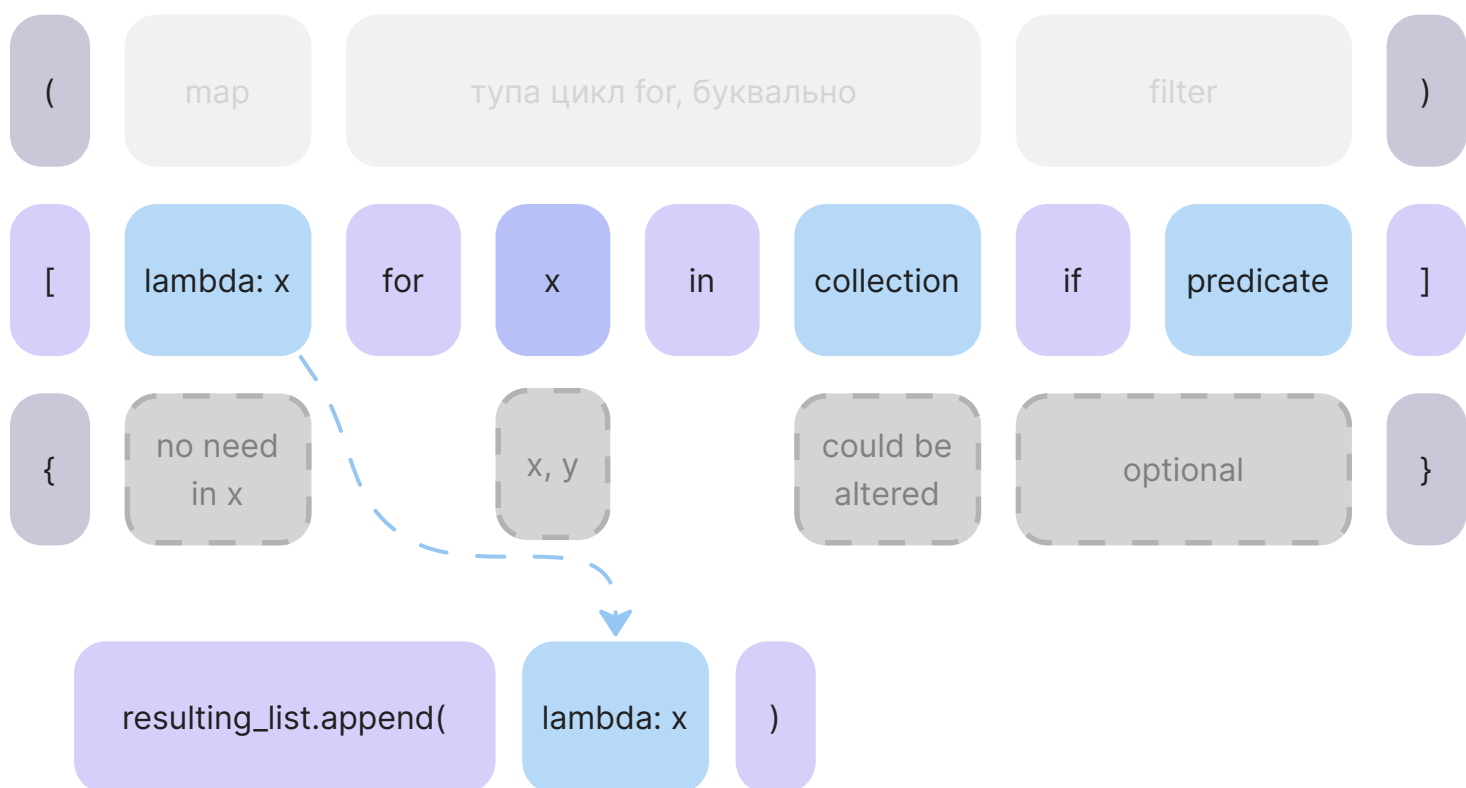 (
map
тупа цикл for, буквально
filter
)
[
lambda: x
for
x
in
collection
if
predicate
]
{
no need
in x
x, y
could be
altered
optional
}
resulting_list.append(
lambda: x
)